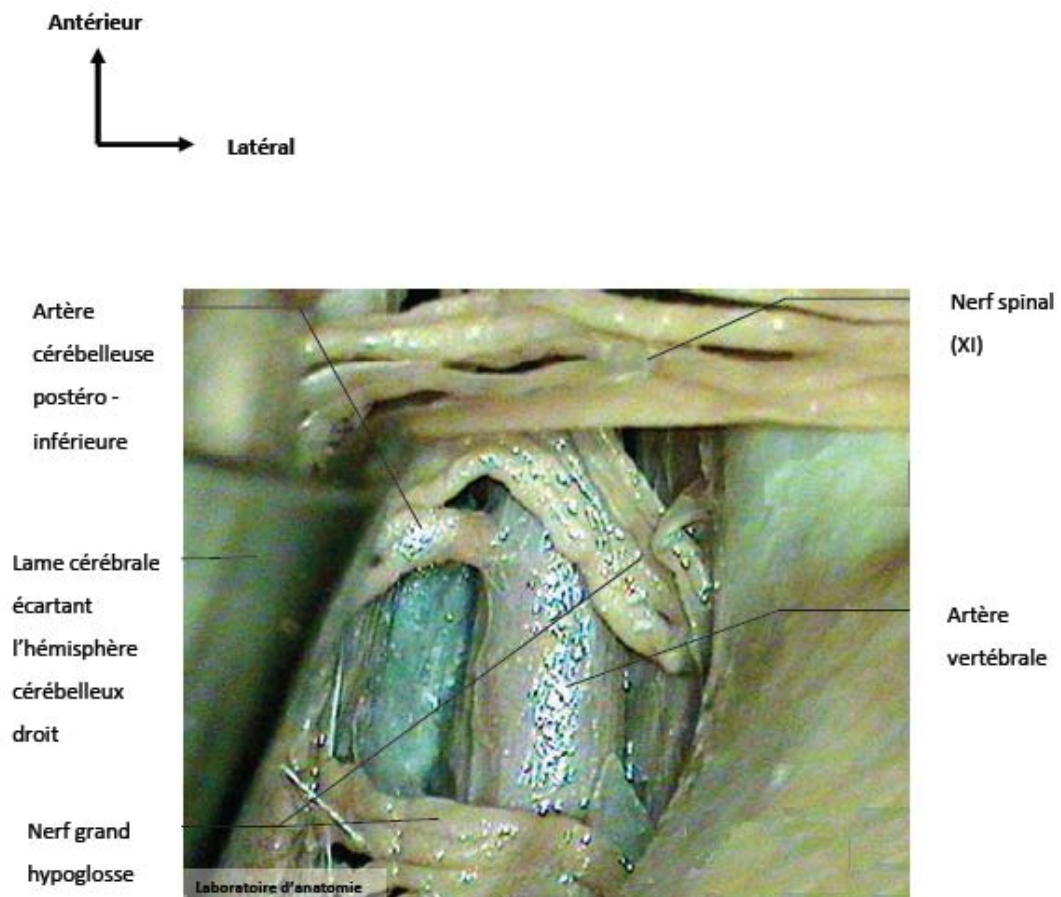 Antérieur
Latéral
Artère
cérébelleuse
postéro -
inférieure
Nerf spinal
(XI)
Lame cérébrale
écartant
l'hémisphère
cérébelleux
droit
Artère
vertébrale
Nerf grand
hypoglosse
Laboratoire d'anatomie